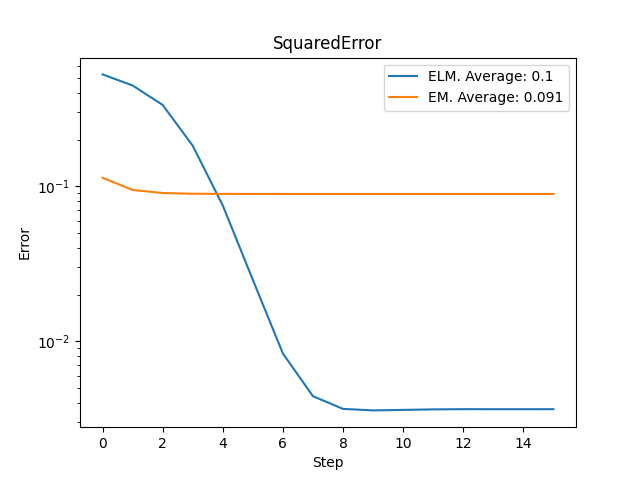 SquaredError
ELM. Average: 0.1
EM. Average: 0.091
10⁻¹
10⁻²
Error
0 2 4 6 8 10 12 14
Step